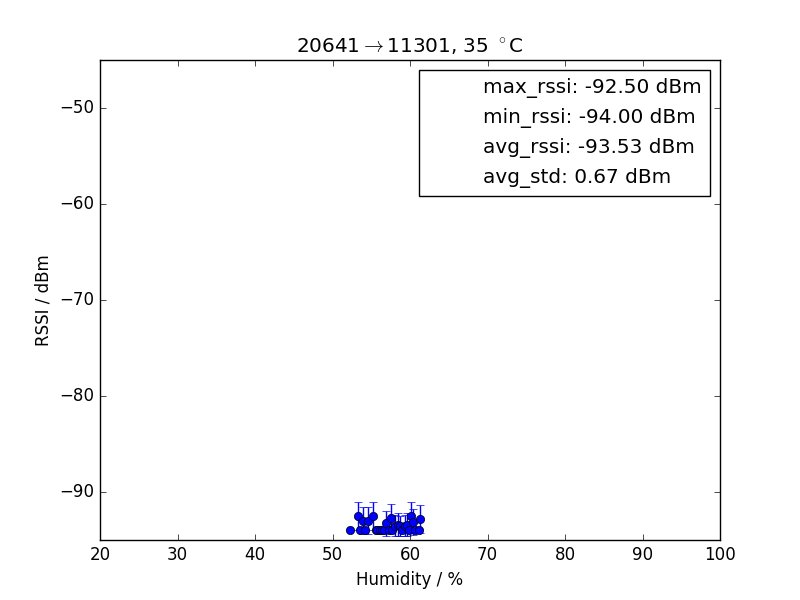 20641→11301, 35 °C
max_rssi: -92.50 dBm
min_rssi: -94.00 dBm
avg_rssi: -93.53 dBm
avg_std: 0.67 dBm
RSSI / dBm
−50
−60
−70
−80
−90
20 30 40 50 60 70 80 90 100
Humidity / %